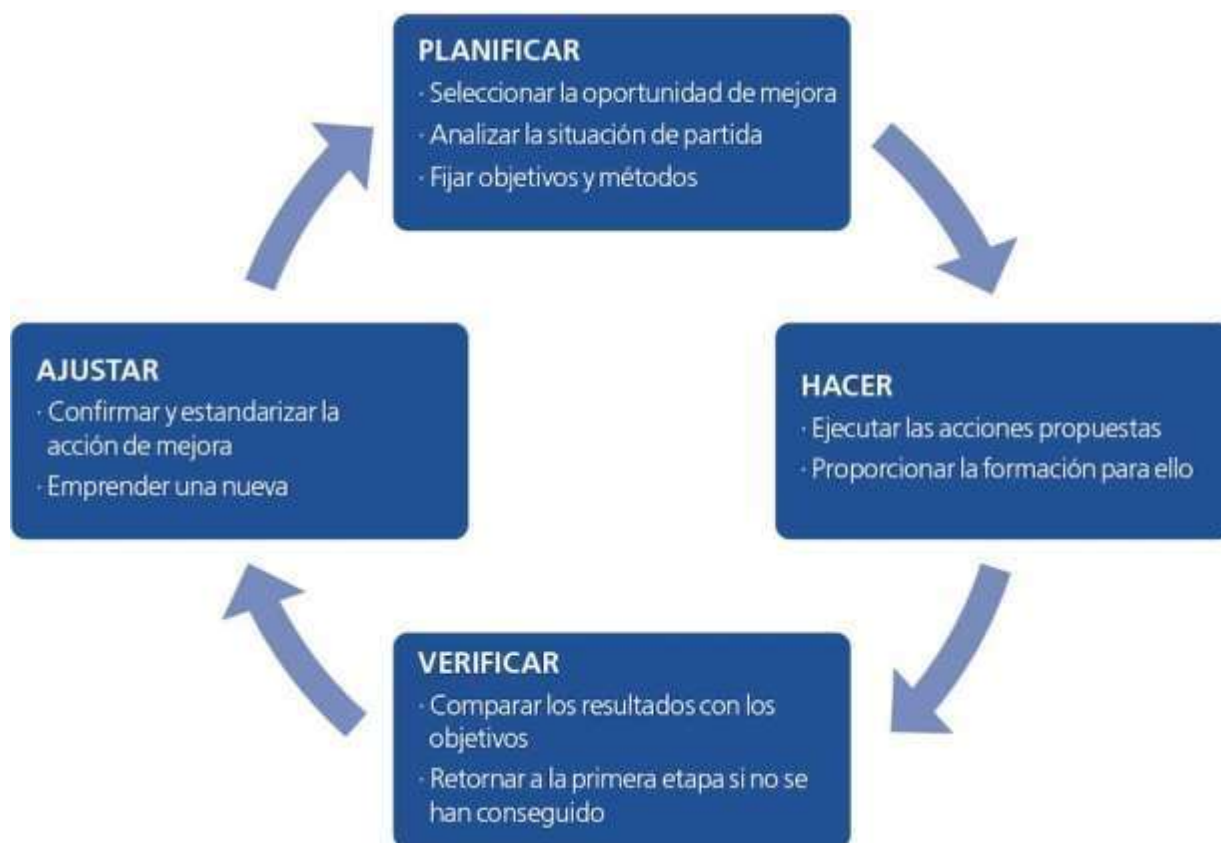 PLANIFICAR
· Seleccionar la oportunidad de mejora
· Analizar la situación de partida
· Fijar objetivos y métodos
HACER
· Ejecutar las acciones propuestas
· Proporcionar la formación para ello
VERIFICAR
· Comparar los resultados con los
objetivos
· Retornar a la primera etapa si no se
han conseguido
AJUSTAR
· Confirmar y estandarizar la
acción de mejora
· Emprender una nueva